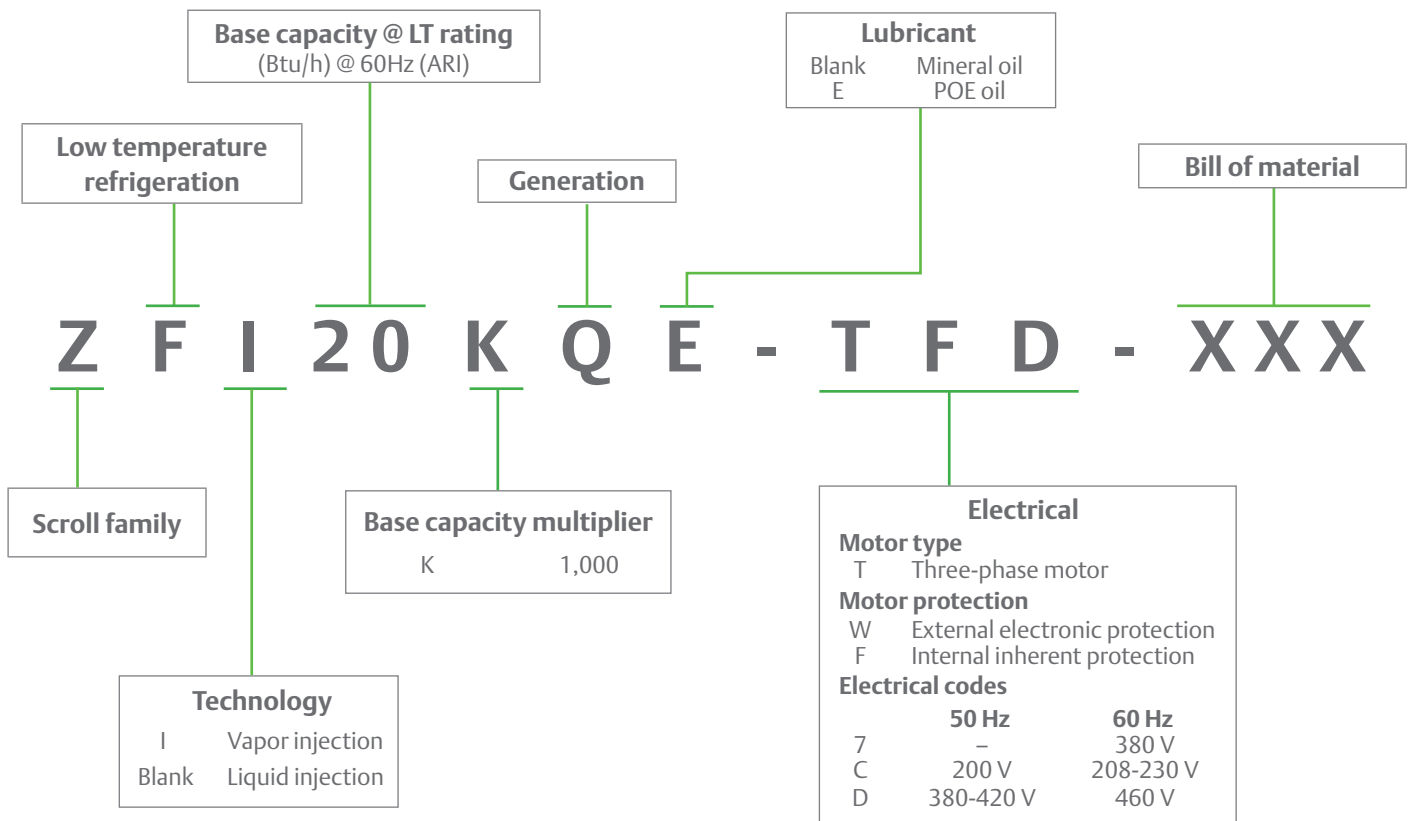 Base capacity @ LT rating
(Btu/h) @ 60Hz (ARI)
Lubricant
Blank Mineral oil
E POE oil
Low temperature
refrigeration
Generation
Bill of material
Z F I 2 0 K Q E - T F D - X X X
Scroll family
Base capacity multiplier
K 1,000
Technology
I Vapor injection
Blank Liquid injection
Electrical
Motor type
T Three-phase motor
Motor protection
W External electronic protection
F Internal inherent protection
Electrical codes
50 Hz 60 Hz
7 – 380 V
C 200 V 208-230 V
D 380-420 V 460 V